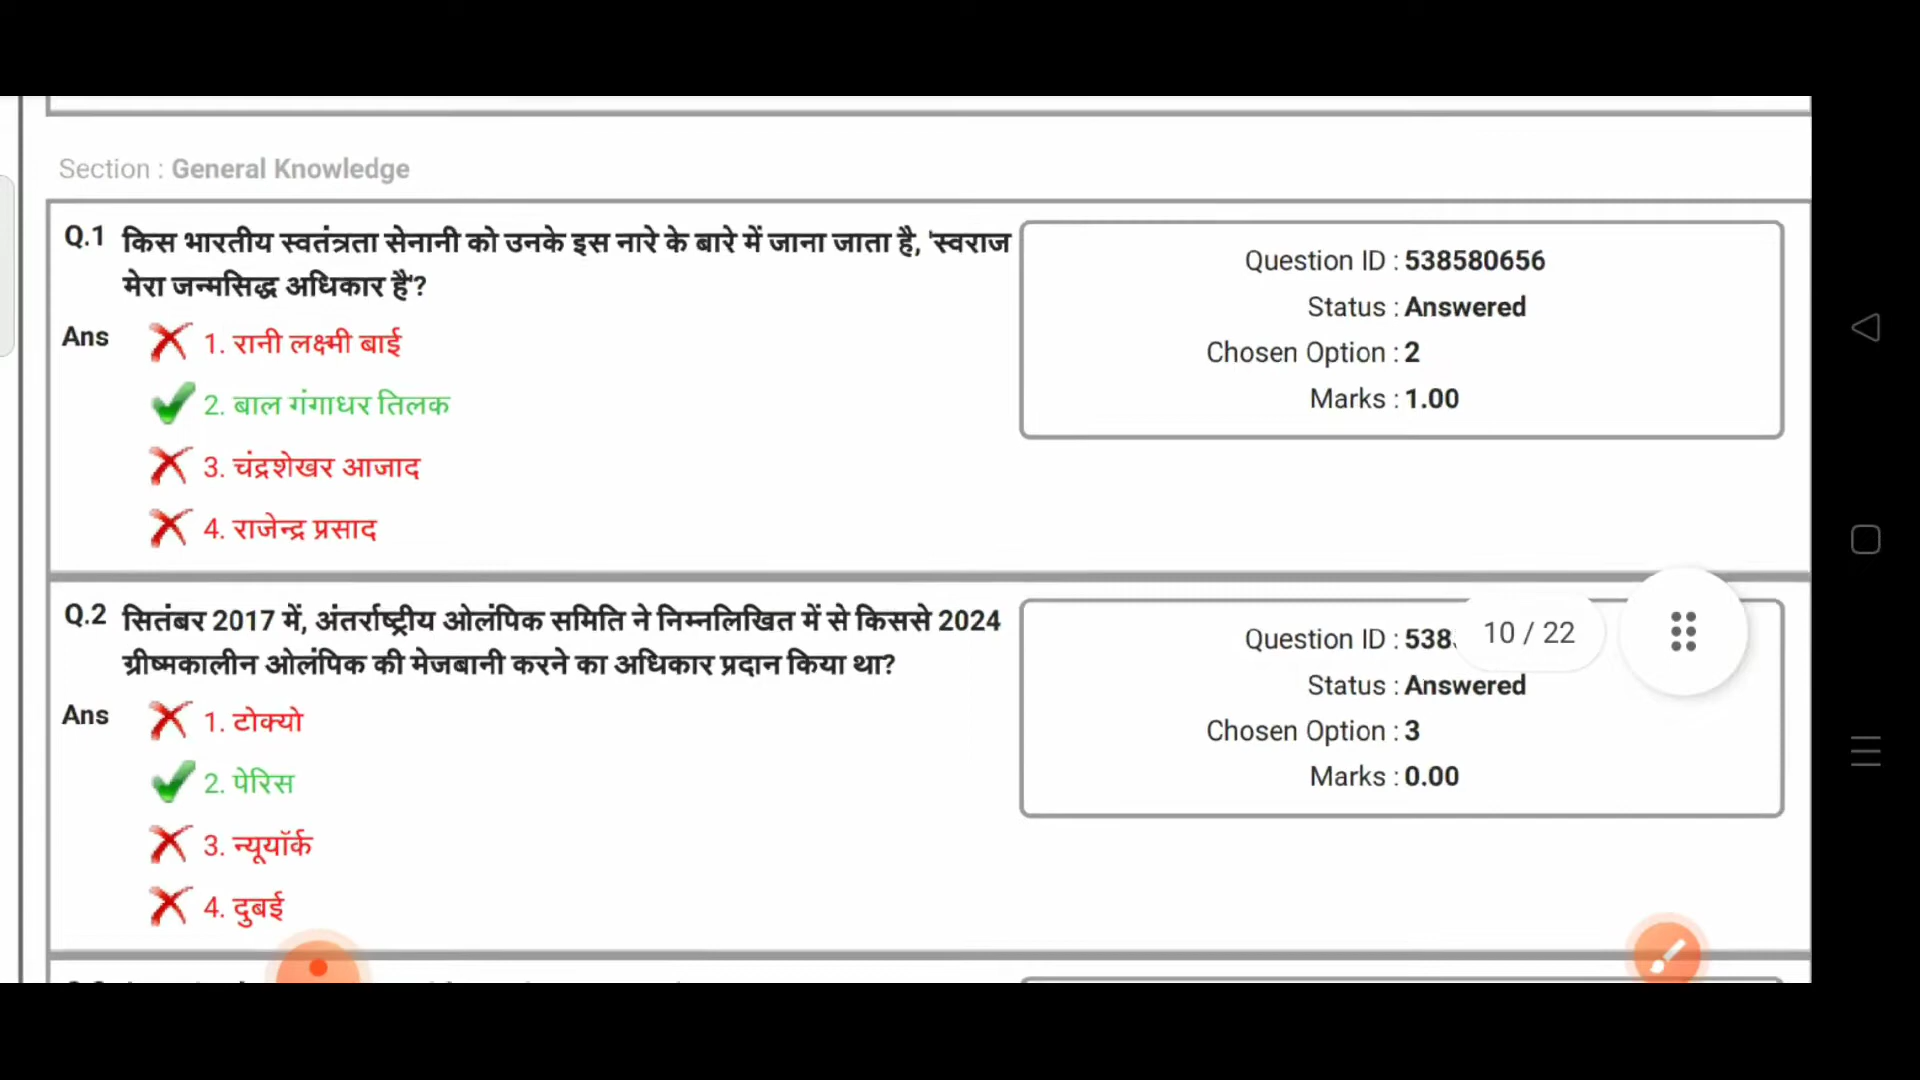 Section : General Knowledge
Q.1 किस भारतीय स्वतंत्रता सेनानी को उनके इस नारे के बारे में जाना जाता है, 'स्वराज
मेरा जन्मसिद्ध अधिकार है'?
Ans
1. रानी लक्ष्मी बाई
2. बाल गंगाधर तिलक
3. चंद्रशेखर आजाद
4. राजेन्द्र प्रसाद
Question ID : 538580656
Status : Answered
Chosen Option : 2
Marks : 1.00
Q.2 सितंबर 2017 में, अंतर्राष्ट्रीय ओलंपिक समिति ने निम्नलिखित में से किससे 2024
ग्रीष्मकालीन ओलंपिक की मेजबानी करने का अधिकार प्रदान किया था?
Ans
1. टोक्यो
2. पेरिस
3. न्यूयॉर्क
4. दुबई
Question ID : 538
Status : Answered
Chosen Option : 3
Marks : 0.00
10 / 22